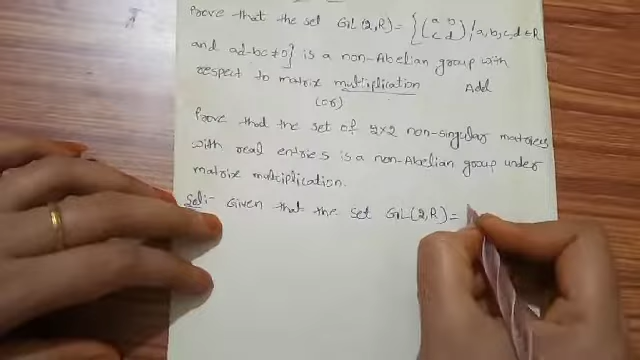 Prove that the set GL(2,R) = {(a b c d) / a,b,c,d ∈ R
and ad-bc≠0} is a non-Abelian group with
respect to matrix multiplication Add
(or)
Prove that the set of 2×2 non-singular matrices
with real entries is a non-Abelian group under
matrix multiplication.
Sol:- Given that the set GL(2,R)=